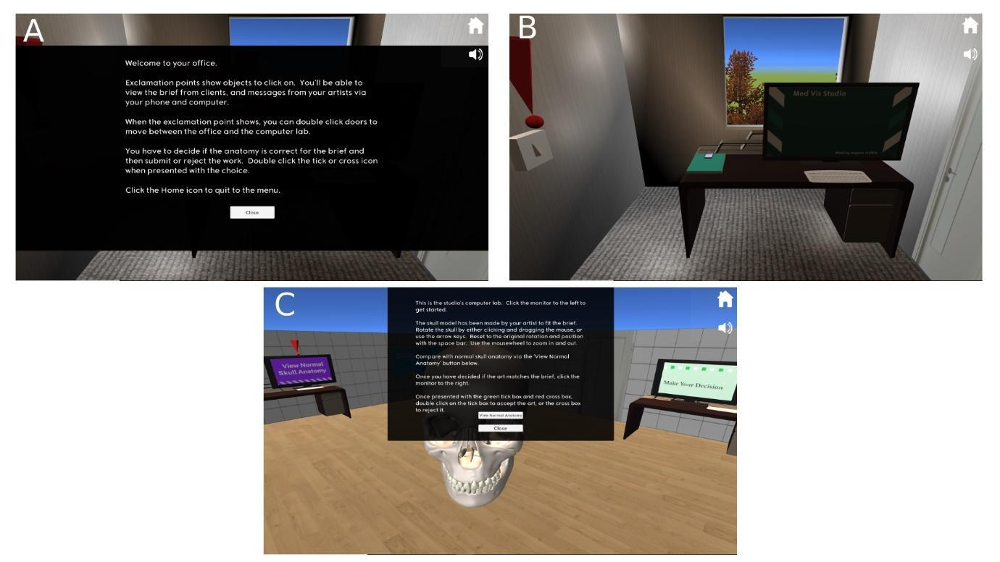 A
Welcome to your office.
Exclamation points show objects to click on.  You'll be able to
view the brief from clients, and messages from your artists via
your phone and computer.
When the exclamation point shows, you can double click doors to
move between the office and the computer lab.
You have to decide if the anatomy is correct for the brief and
then submit or reject the work.  Double click the tick or cross icon
when presented with the choice.
Click the Home icon to quit to the menu.
Close
B
Med Vis Studio
Making organs visible
C
This is the studio's computer lab.  Click the monitor to the left to
get started.
The skull model has been made by your artist to fit the brief.
Rotate the skull by either clicking and dragging the mouse, or
use the arrow keys.  Reset to the original rotation and position
with the space bar.  Use the mousewheel to zoom in and out.
Compare with normal skull anatomy via the 'View Normal
Anatomy' button below.
Once you have decided if the art matches the brief, click the
monitor to the right.
Once presented with the green tick box and red cross box,
double click on the tick box to accept the art, or the cross box
to reject it.
View Normal Anatomy
Close
View Normal
Skull Anatomy
Make Your Decision